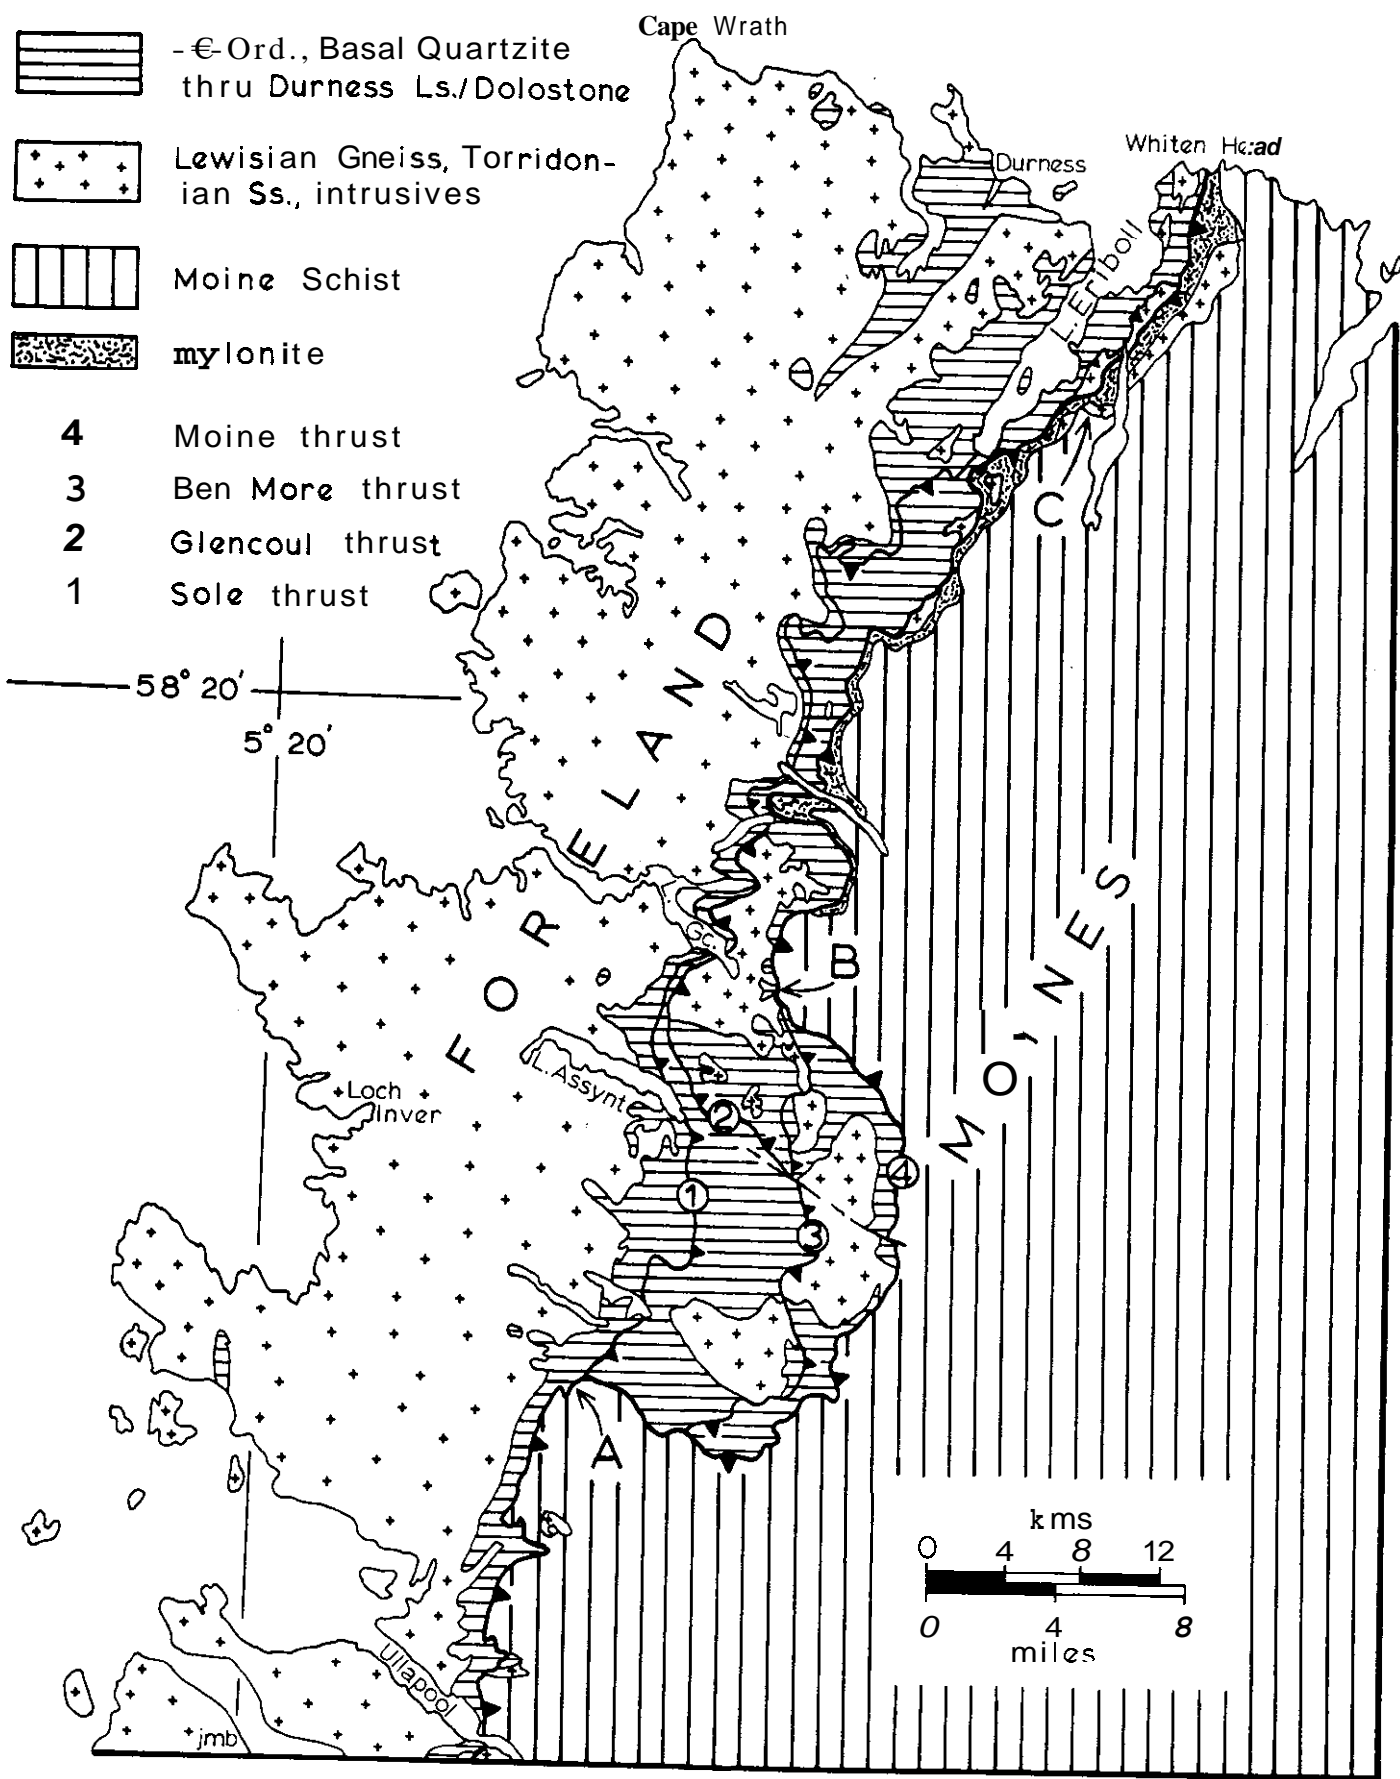 Cape Wrath
-€-Ord., Basal Quartzite
thru Durness Ls./Dolostone
Lewisian Gneiss, Torridon-
ian Ss., intrusives
Moine Schist
mylonite
4 Moine thrust
3 Ben More thrust
2 Glencoul thrust
1 Sole thrust
Durness
Whiten Head
L. Eriboll
C
58° 20'
5° 20'
FORELAND
MOINES
GC.
B
L. Assynt
Loch
Inver
2
4
1
3
A
kms
0 4 8 12
0 4 8
miles
Ullapool
jmb